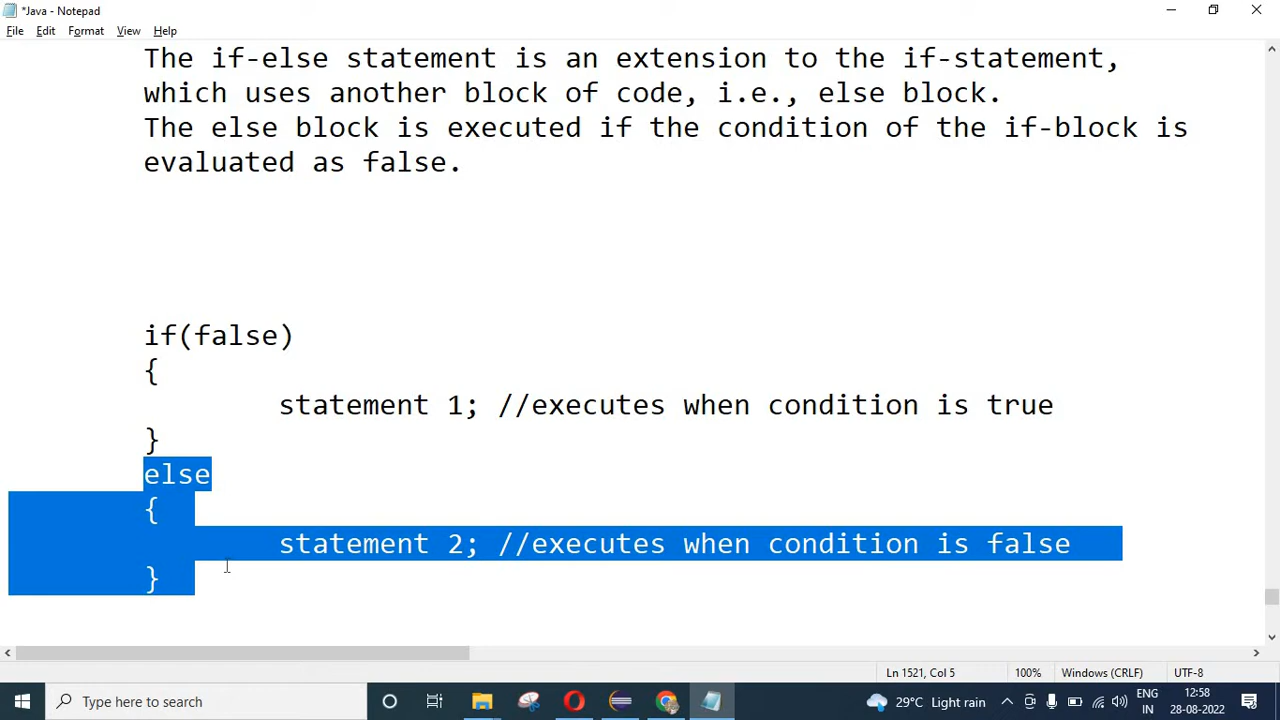 *Java - Notepad
File Edit Format View Help
The if-else statement is an extension to the if-statement,
which uses another block of code, i.e., else block.
The else block is executed if the condition of the if-block is
evaluated as false.
if(false)
{
statement 1; //executes when condition is true
}
else
{
statement 2; //executes when condition is false
}
Ln 1521, Col 5 100% Windows (CRLF) UTF-8
Type here to search 29°C Light rain ENG IN 12:58 28-08-2022